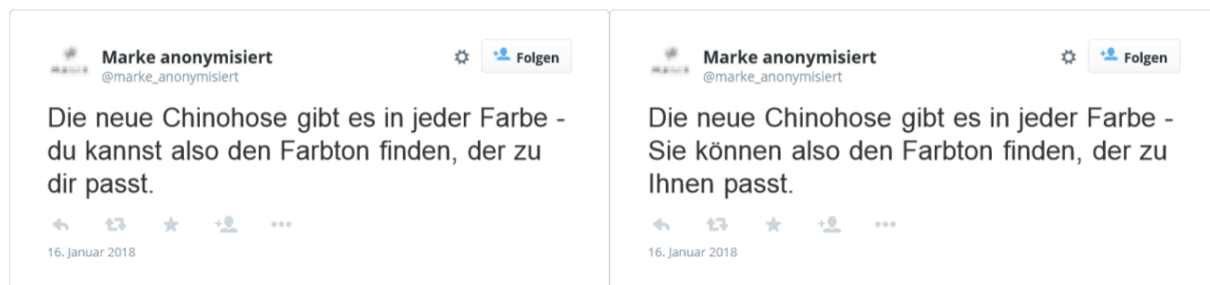 Marke anonymisiert
@marke_anonymisiert
Folgen
Die neue Chinohose gibt es in jeder Farbe -
du kannst also den Farbton finden, der zu
dir passt.
16. Januar 2018
Marke anonymisiert
@marke_anonymisiert
Folgen
Die neue Chinohose gibt es in jeder Farbe -
Sie können also den Farbton finden, der zu
Ihnen passt.
16. Januar 2018